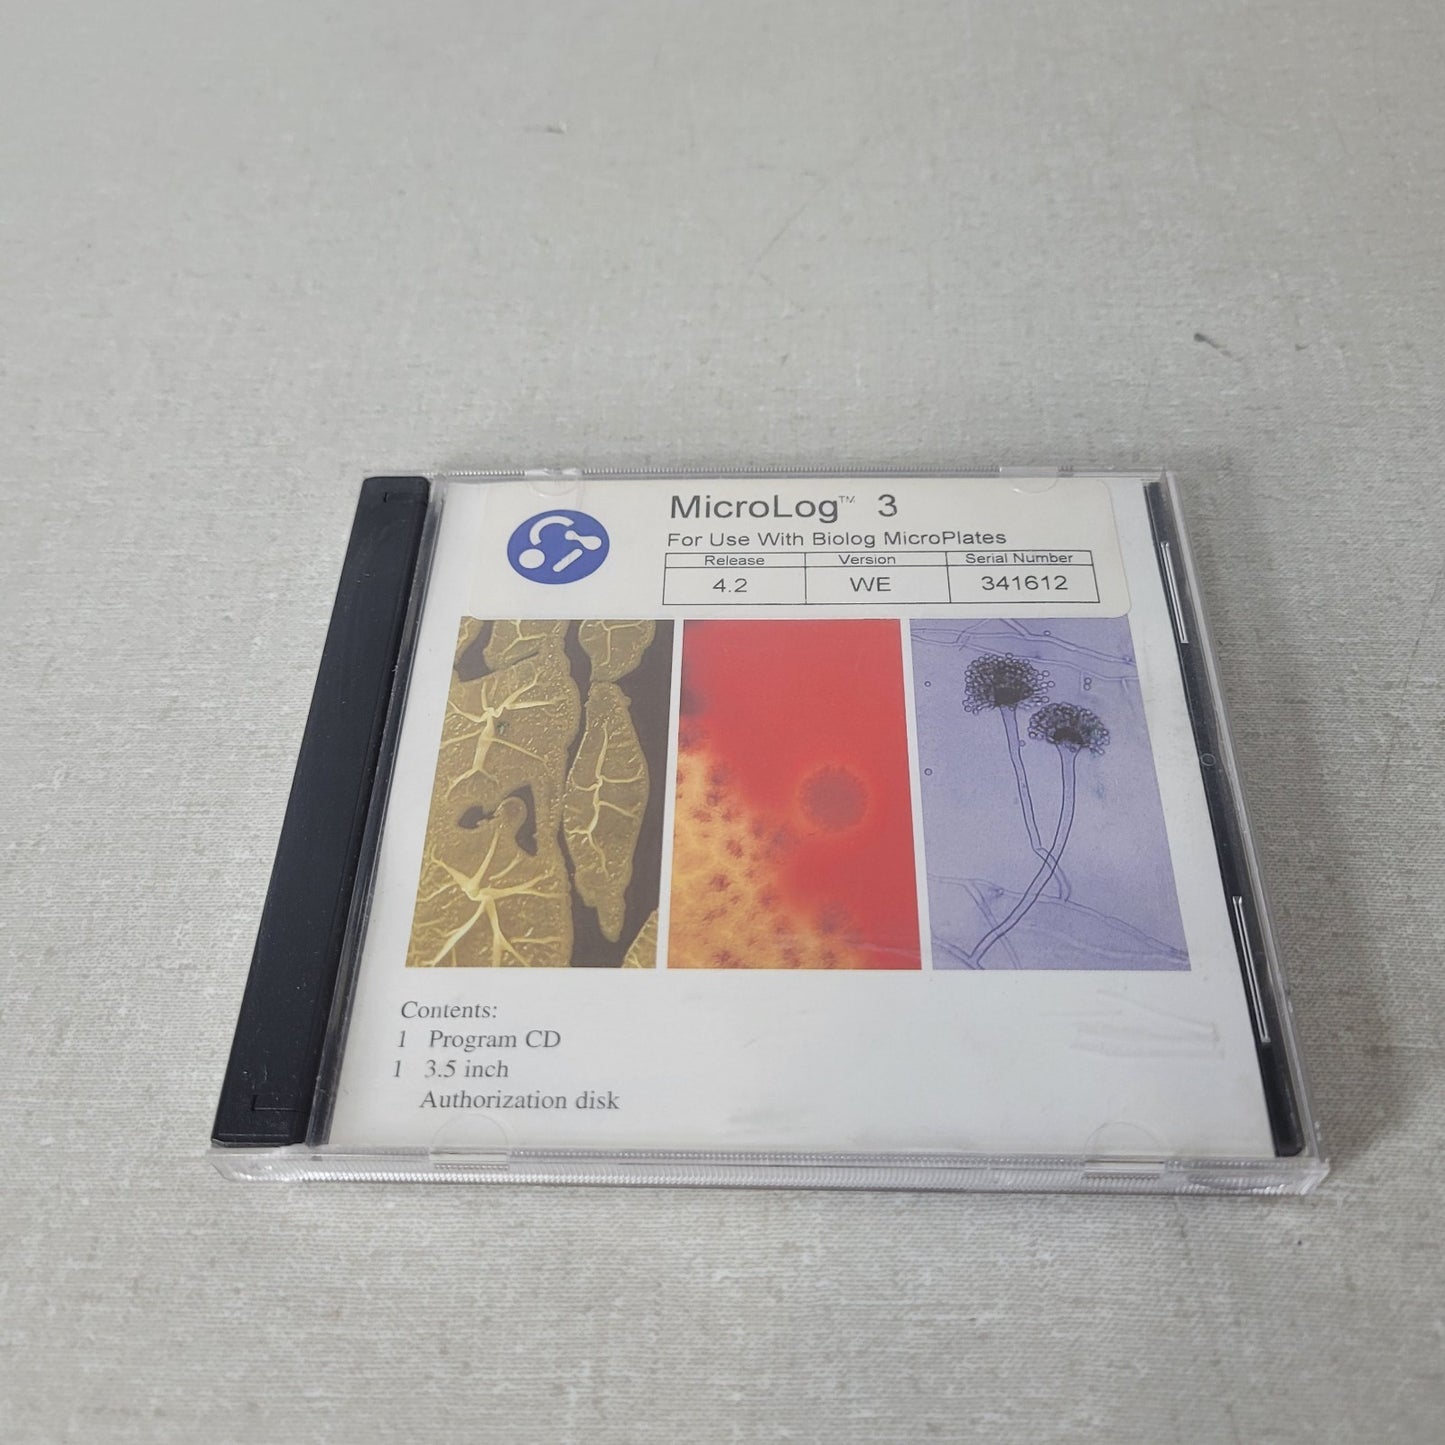 MicroLog™ 3
For Use With Biolog MicroPlates
Release Version Serial Number
4.2 WE 341612
Contents:
1 Program CD
1 3.5 inch
Authorization disk